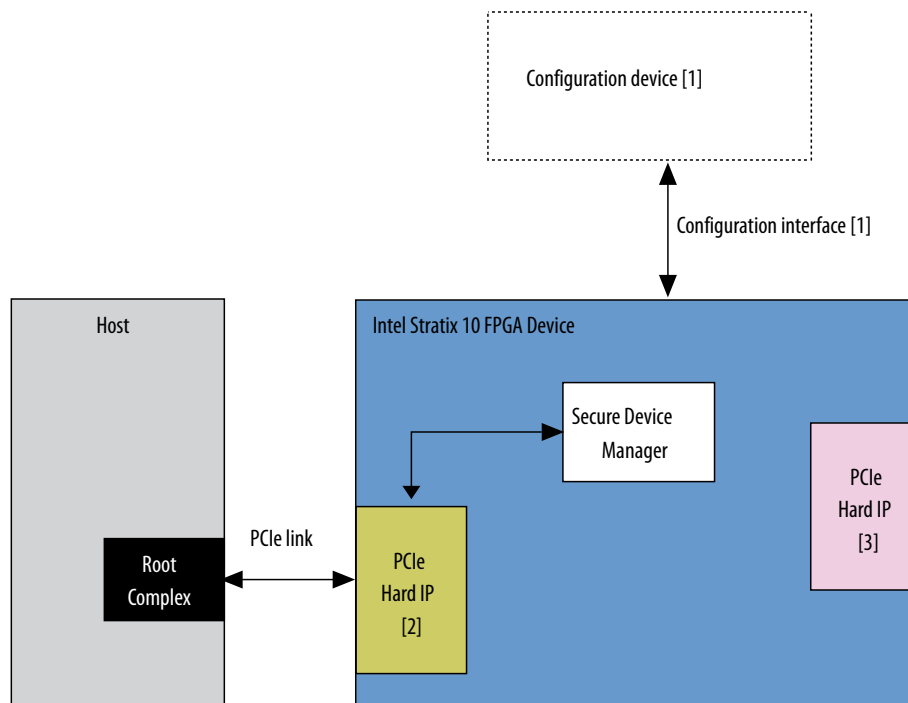 Configuration device [1]
Configuration interface [1]
Host
Intel Stratix 10 FPGA Device
Secure Device
Manager
PCIe
Hard IP
[3]
PCIe link
Root
Complex
PCIe
Hard IP
[2]